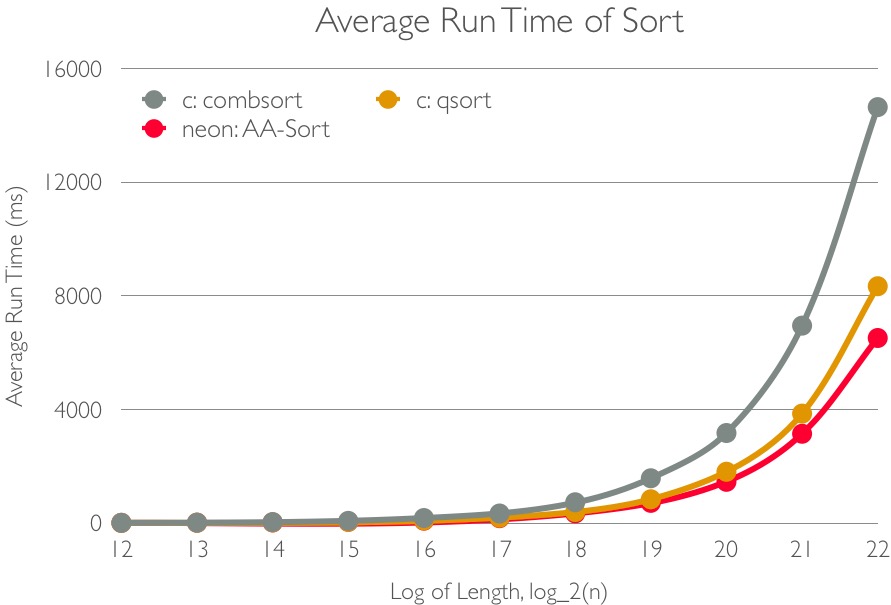 Average Run Time of Sort
16000
c: combsort
c: qsort
neon: AA-Sort
12000
8000
4000
0
Average Run Time (ms)
12 13 14 15 16 17 18 19 20 21 22
Log of Length, log_2(n)